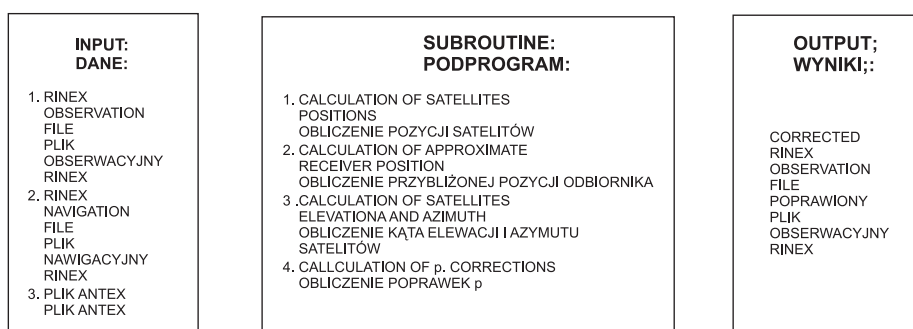 INPUT:
DANE:
1. RINEX
OBSERVATION
FILE
PLIK
OBSERWACYJNY
RINEX
2. RINEX
NAVIGATION
FILE
PLIK
NAWIGACYJNY
RINEX
3. PLIK ANTEX
PLIK ANTEX
SUBROUTINE:
PODPROGRAM:
1. CALCULATION OF SATELLITES
POSITIONS
OBLICZENIE POZYCJI SATELITÓW
2. CALCULATION OF APPROXIMATE
RECEIVER POSITION
OBLICZENIE PRZYBLIŻONEJ POZYCJI ODBIORNIKA
3 .CALCULATION OF SATELLITES
ELEVATIONA AND AZIMUTH
OBLICZENIE KĄTA ELEWACJI I AZYMUTU
SATELITÓW
4. CALLCULATION OF p. CORRECTIONS
OBLICZENIE POPRAWEK p
OUTPUT;
WYNIKI;:
CORRECTED
RINEX
OBSERVATION
FILE
POPRAWIONY
PLIK
OBSERWACYJNY
RINEX